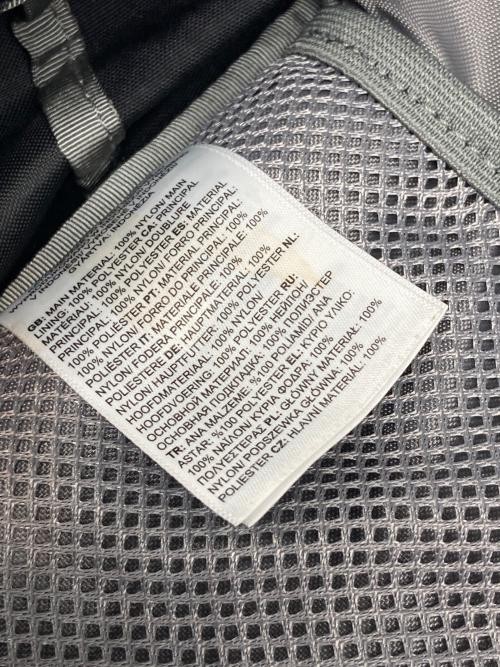 GB: MAIN MATERIAL: 100% NYLON/ MAIN
LINING: 100% POLYESTER CA: PRINCIPAL
MATÉRIAL: 100% NYLON/ DOUBLURE
PRINCIPAL: 100% POLYESTER ES: MATERIAL
PRINCIPAL: 100% NYLON/ FORRO PRINCIPAL:
100% POLIÉSTER PT: MATERIAL PRINCIPAL: 100%
NYLON/ FORRO DO PRINCIPAL: 100%
POLIÉSTER IT: MATERIALE PRINCIPALE: 100%
NYLON/ FODERA PRINCIPALE: 100%
POLIESTERE DE: HAUPTMATERIAL: 100%
NYLON/ HAUPTFUTTER: 100% POLYESTER NL:
HOOFDMATERIAAL: 100% NYLON/
HOOFDVOERING: 100% POLYESTER RU:
ОСНОВНОЙ МАТЕРИАЛ: 100% НЕЙЛОН/
ОСНОВНАЯ ПОДКЛАДКА: 100% ПОЛИЭСТЕР
TR: ANA MALZEME: %100 POLIAMID/ ANA
ASTAR: %100 POLYESTER EL: ΚΥΡΙΟ ΥΛΙΚΟ:
100% ΝΑΪΛΟΝ/ ΚΥΡΙΑ ΦΟΔΡΑ: 100%
ΠΟΛΥΕΣΤΕΡΑΣ PL: GŁÓWNY MATERIAŁ: 100%
NYLON/ PODSZEWKA GŁÓWNA: 100%
POLIESTER CZ: HLAVNÍ MATERIÁL: 100%